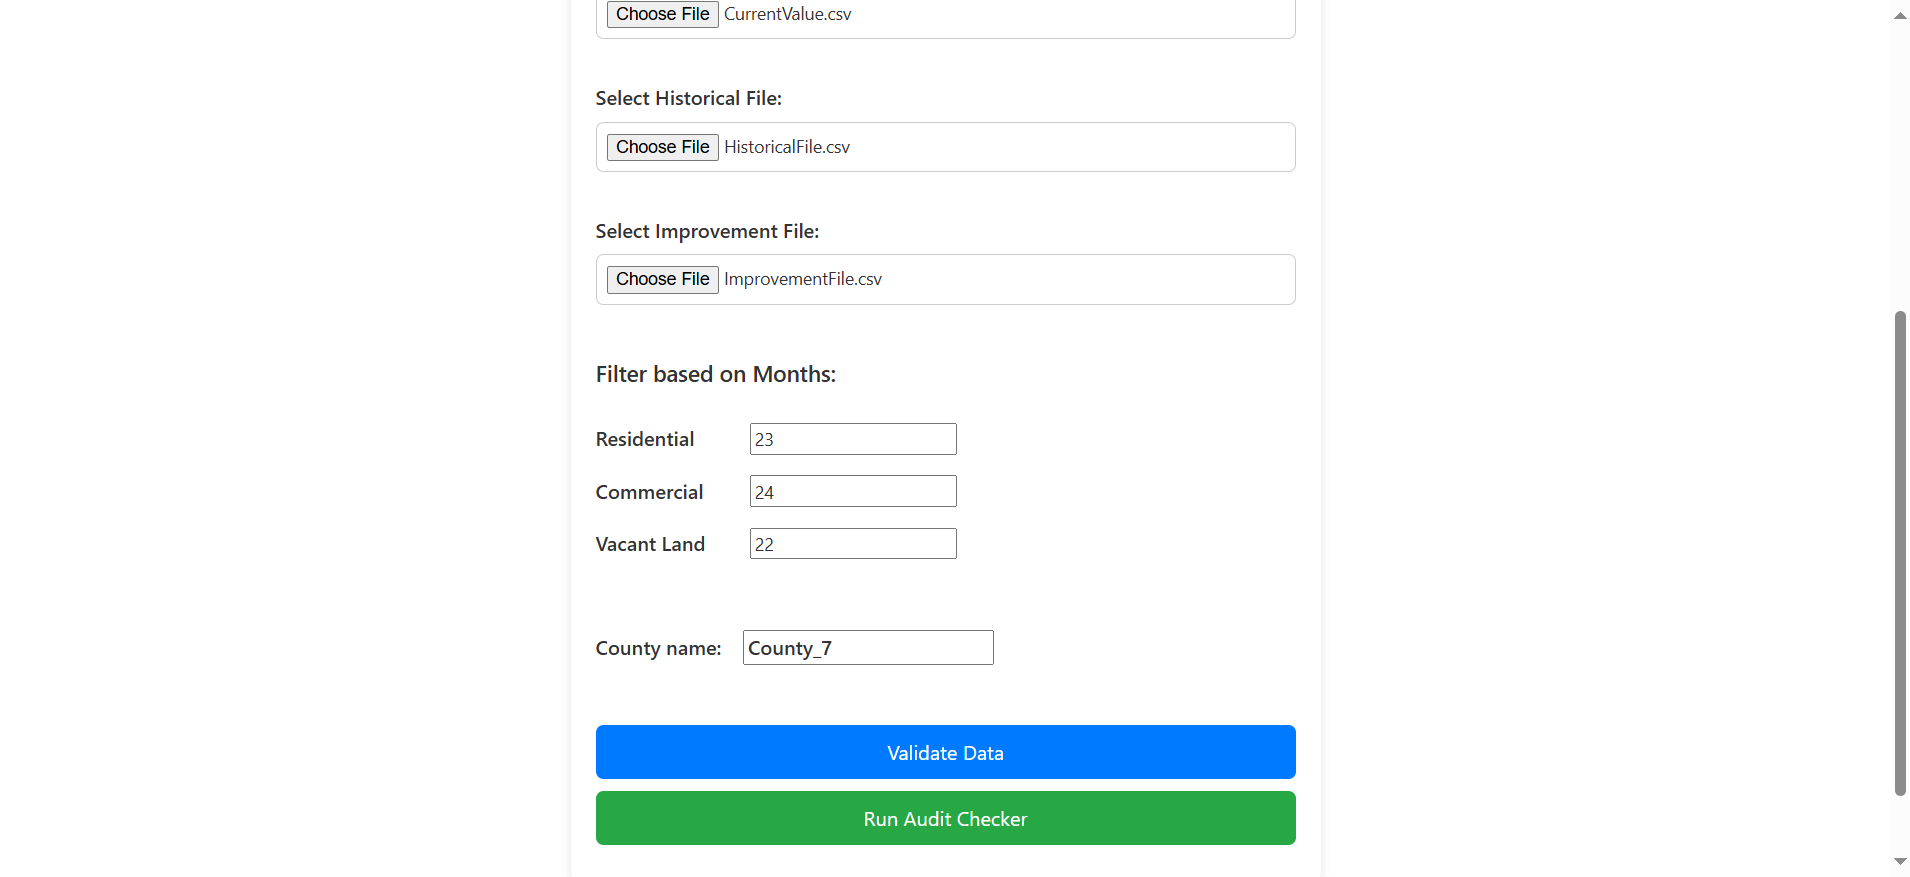 Choose File CurrentValue.csv
Select Historical File:
Choose File HistoricalFile.csv
Select Improvement File:
Choose File ImprovementFile.csv
Filter based on Months:
Residential 23
Commercial 24
Vacant Land 22
County name: County_7
Validate Data
Run Audit Checker